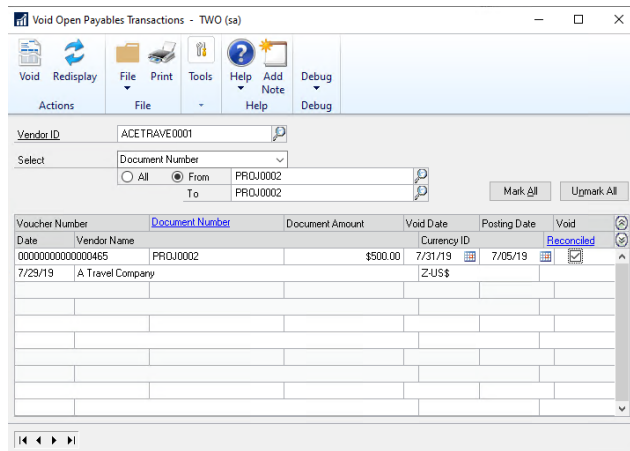 Void Open Payables Transactions - TWO (sa)
Void Redisplay File Print Tools Help Add Note Debug
Actions File Help Debug
Vendor ID ACETRAVE0001
Select Document Number
All From PROJ0002
To PROJ0002
Mark All Unmark All
Voucher Number Document Number Document Amount Void Date Posting Date Void
Date Vendor Name Currency ID Reconciled
00000000000000465 PROJ0002 $500.00 7/31/19 7/05/19
7/29/19 A Travel Company Z-US$